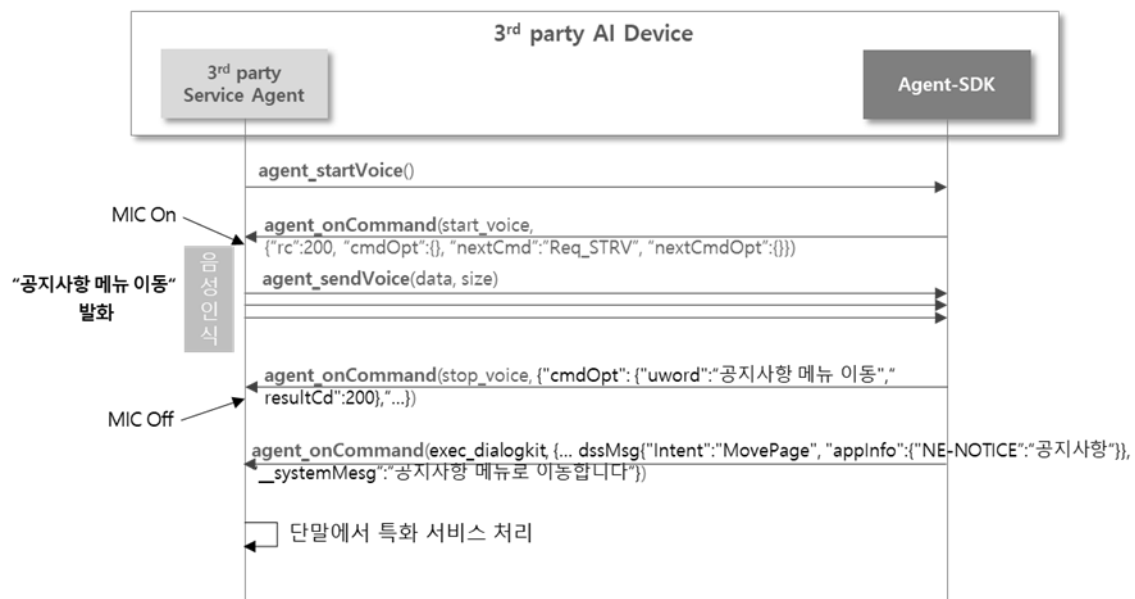 3rd party AI Device
3rd party
Service Agent
Agent-SDK
agent_startVoice()
MIC On
agent_onCommand(start_voice,
{“rc”:200, “cmdOpt”:{}, “nextCmd”:“Req_STRV”, “nextCmdOpt”:{}})
음
성
인
식
“공지사항 메뉴 이동“
발화
agent_sendVoice(data, size)
agent_onCommand(stop_voice, {"cmdOpt": {"uword":“공지사항 메뉴 이동",“
resultCd":200},“...})
MIC Off
agent_onCommand(exec_dialogkit, {... dssMsg{"Intent":"MovePage", "appInfo":{"NE-NOTICE“:“공지사항“}},
__systemMesg“:“공지사항 메뉴로 이동합니다“})
단말에서 특화 서비스 처리